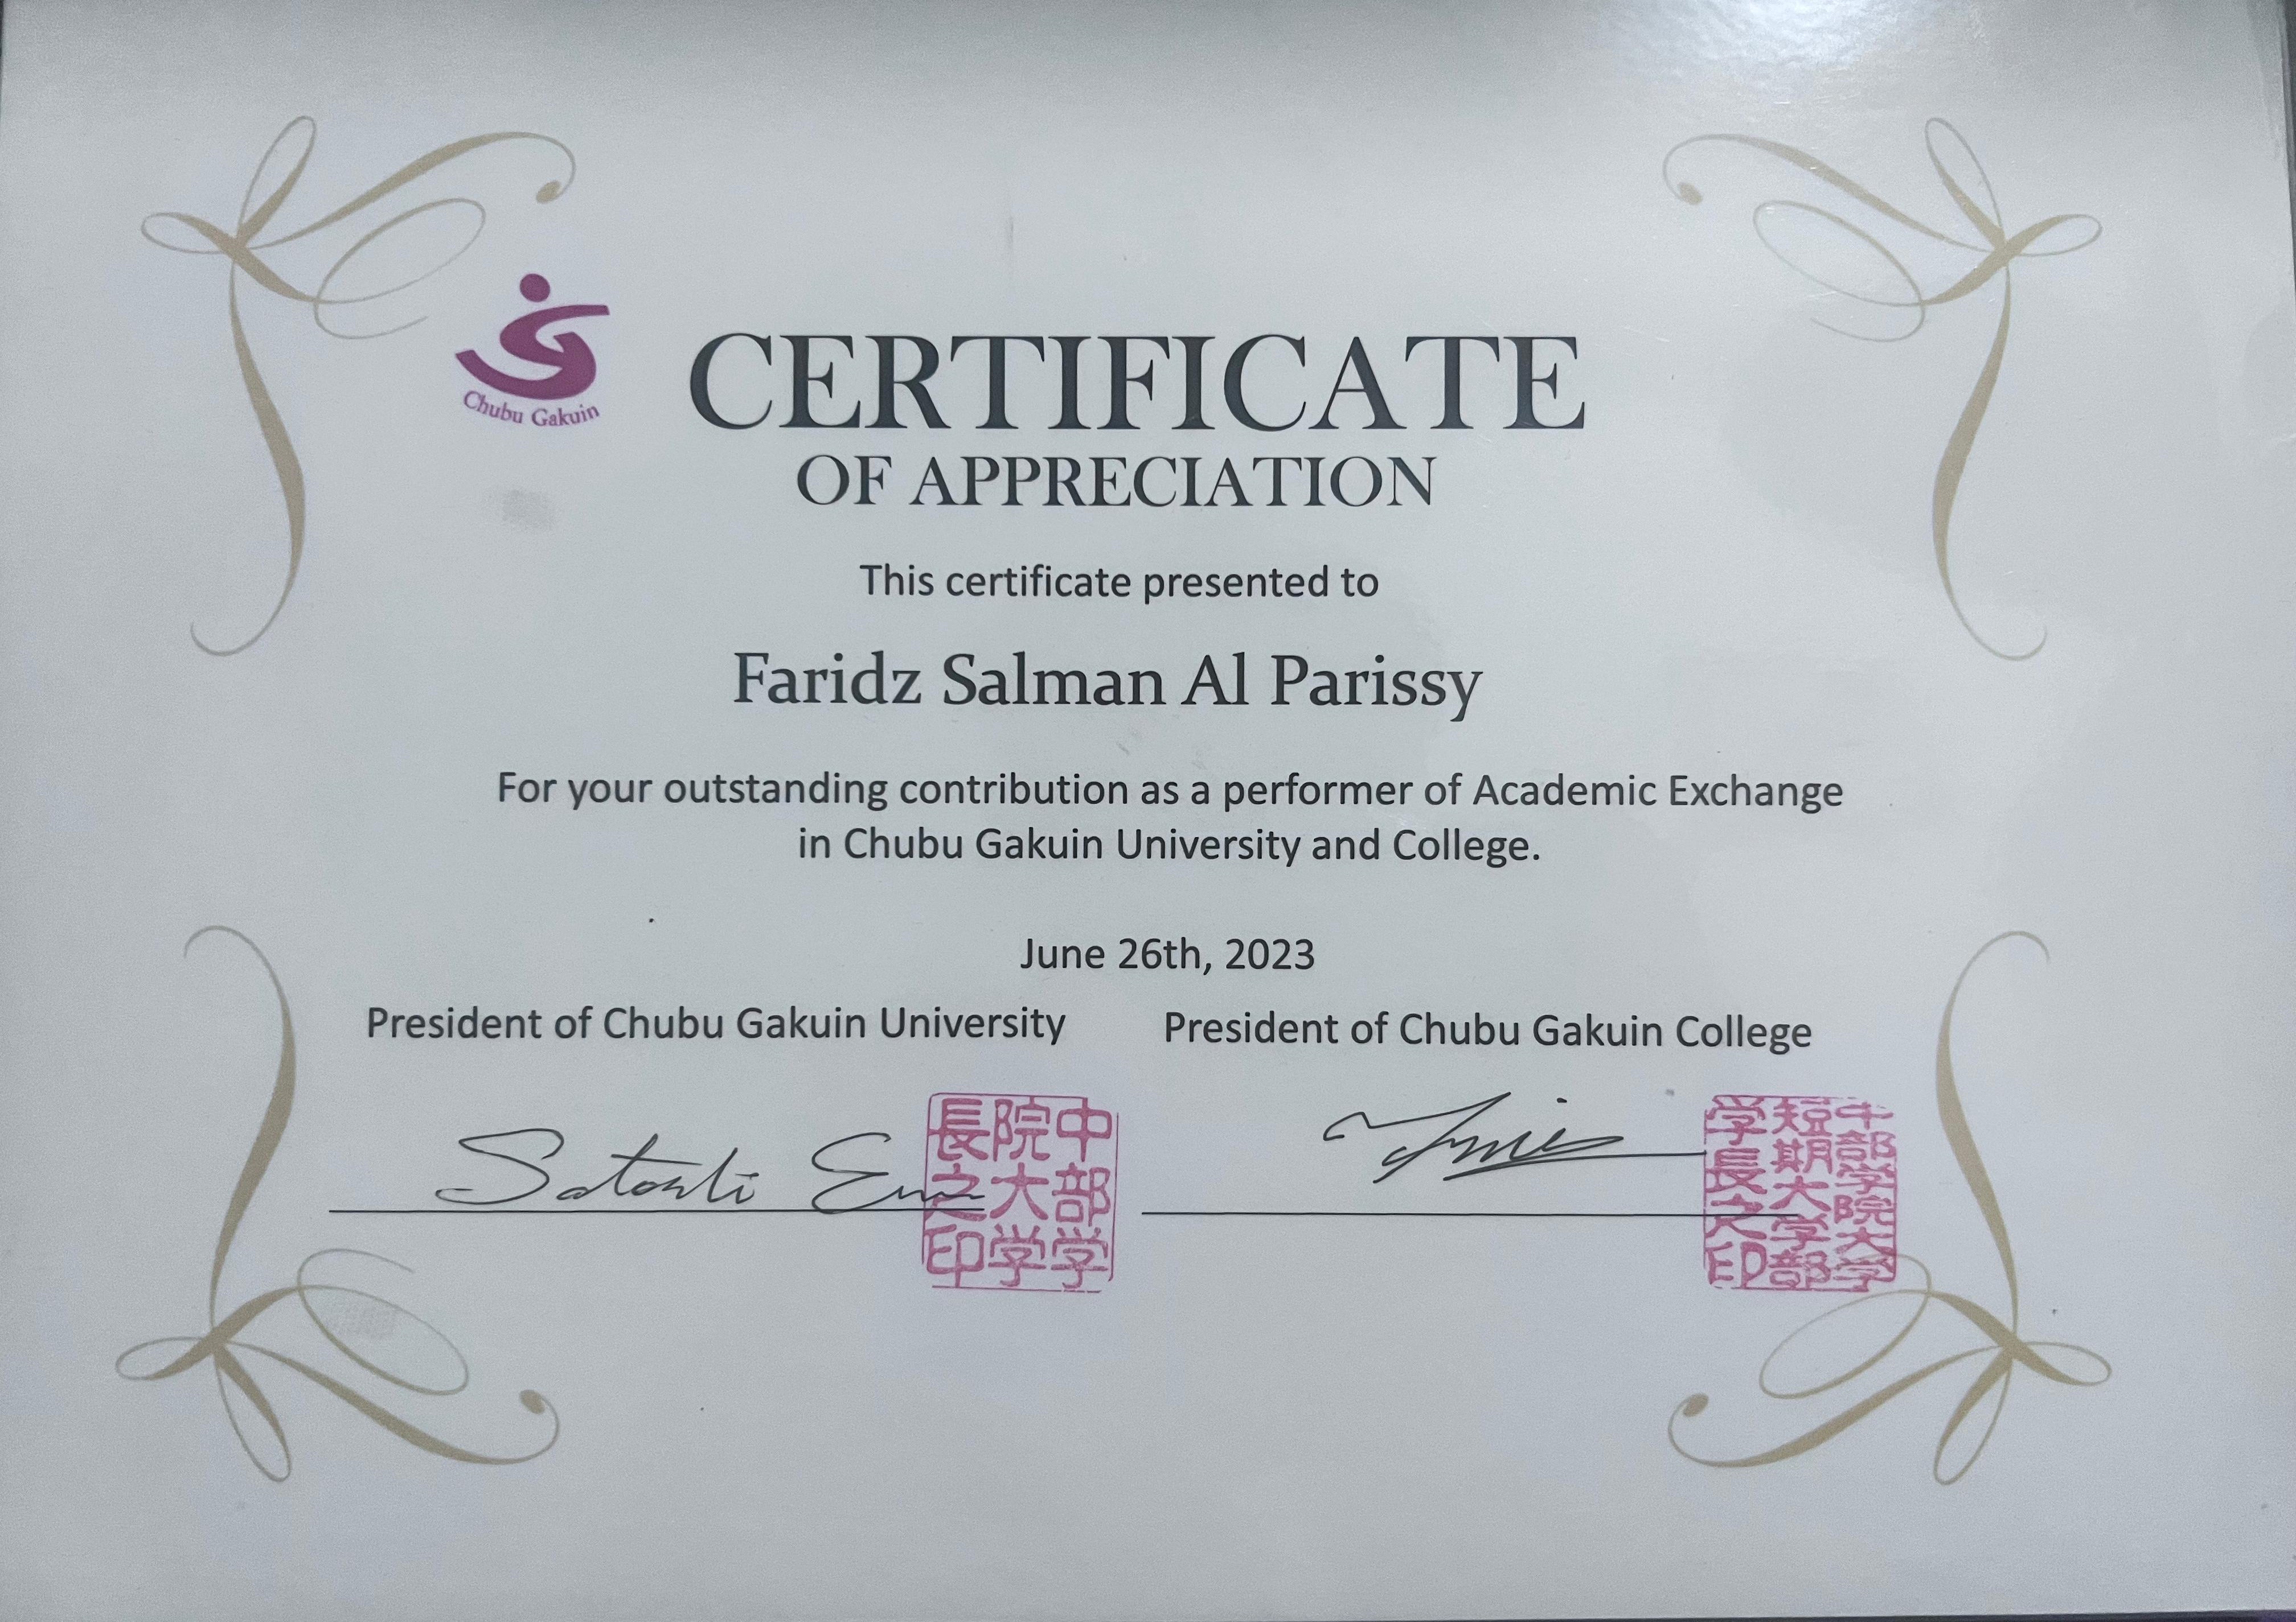 Chubu Gakuin
CERTIFICATE
OF APPRECIATION
This certificate presented to
Faridz Salman Al Parissy
For your outstanding contribution as a performer of Academic Exchange
in Chubu Gakuin University and College.
June 26th, 2023
President of Chubu Gakuin University
President of Chubu Gakuin College
Satoshi
中部学
院大学
長之印
中部学院大学
短期大学部
学長之印